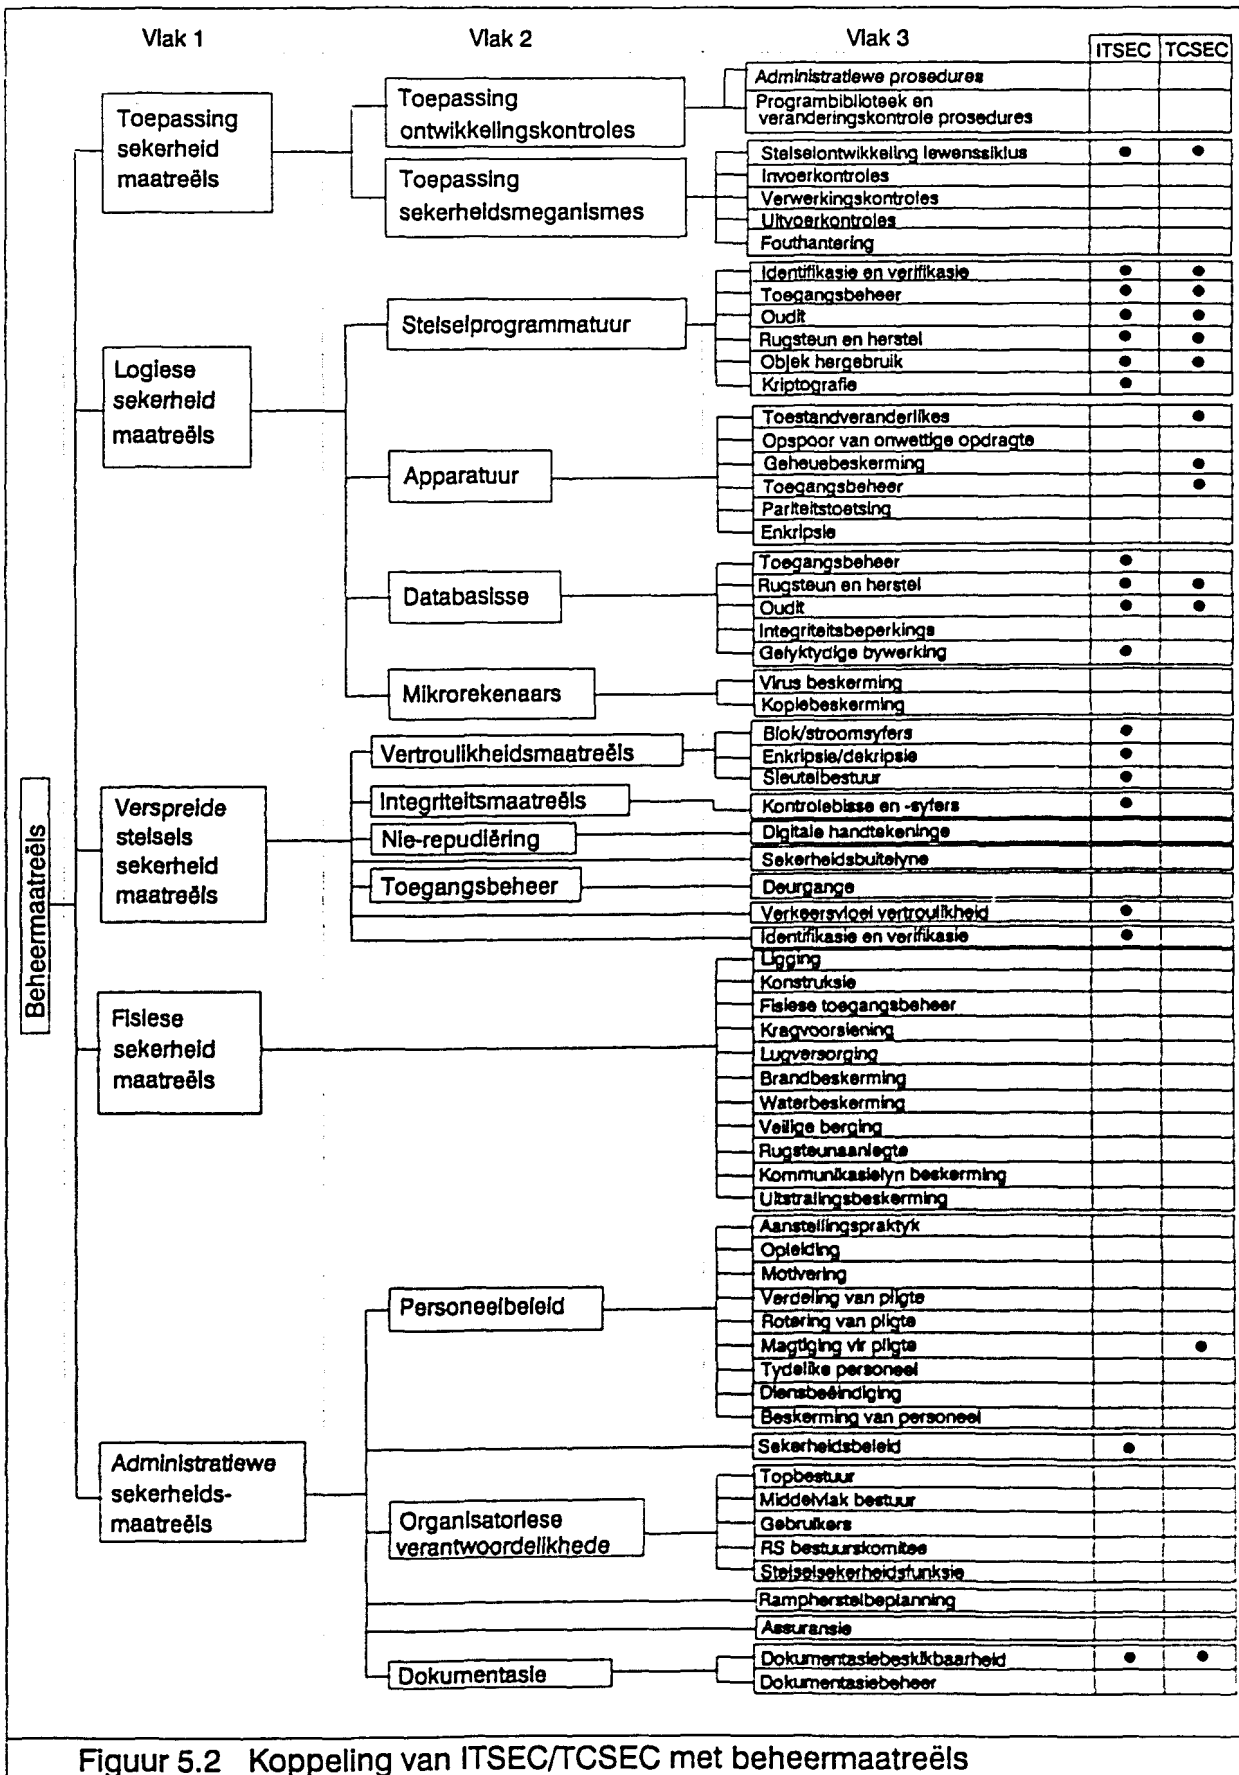 Vlak 1
Vlak 2
Vlak 3
ITSEC
TCSEC
Beheermaatreëls
Toepassing
sekerheid
maatreëls
Toepassing
ontwikkelingskontroles
Administratiewe prosedures
Programbiblioteek en
veranderingskontrole prosedures
Toepassing
sekerheidsmeganismes
Stelselontwikkeling lewenssiklus
Invoerkontroles
Verwerkingskontroles
Uitvoerkontroles
Fouthantering
Logiese
sekerheid
maatreëls
Stelselprogrammatuur
Identifikasie en verifikasie
Toegangsbeheer
Oudit
Rugsteun en herstel
Objek hergebruik
Kriptografie
Apparatuur
Toestandveranderlikes
Opspoor van onwettige opdragte
Geheuebeskerming
Toegangsbeheer
Pariteitstoetsing
Enkripsie
Databasisse
Toegangsbeheer
Rugsteun en herstel
Oudit
Integriteitsbeperkings
Gelyktydige bywerking
Mikrorekenaars
Virus beskerming
Kopiebeskerming
Verspreide
stelsels
sekerheid
maatreëls
Vertroulikheidsmaatreëls
Blok/stroomsyfers
Enkripsie/dekripsie
Sleutelbestuur
Integriteitsmaatreëls
Kontrolebisse en -syfers
Nie-repudiëring
Digitale handtekeninge
Sekerheidsbuitelyne
Toegangsbeheer
Deurgange
Verkeersvloei vertroulikheid
Identifikasie en verifikasie
Fisiese
sekerheid
maatreëls
Ligging
Konstruksie
Fisiese toegangsbeheer
Kragvoorsiening
Lugversorging
Brandbeskerming
Waterbeskerming
Veilige berging
Rugsteunaanlegte
Kommunikasielyn beskerming
Uitstralingsbeskerming
Administratiewe
sekerheids-
maatreëls
Personeelbeleid
Aanstellingspraktyk
Opleiding
Motivering
Verdeling van pligte
Rotering van pligte
Magtiging vir pligte
Tydelike personeel
Diensbeëindiging
Beskerming van personeel
Sekerheidsbeleid
Organisatoriese
verantwoordelikhede
Topbestuur
Middelvlak bestuur
Gebruikers
RS bestuurskomitee
Stelselsekerheidsfunksie
Rampherstelbeplanning
Assuransie
Dokumentasie
Dokumentasiebeskikbaarheid
Dokumentasiebeheer
Figuur 5.2 Koppeling van ITSEC/TCSEC met beheermaatreëls